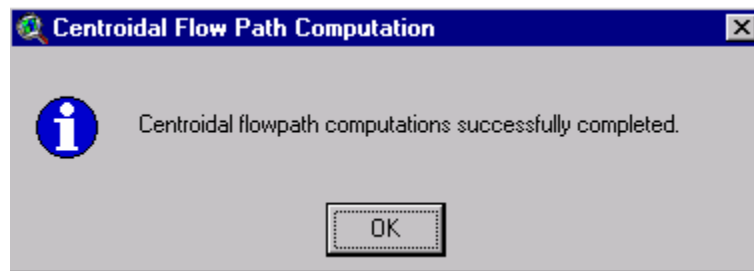 Centroidal Flow Path Computation
Centroidal flowpath computations successfully completed.
OK